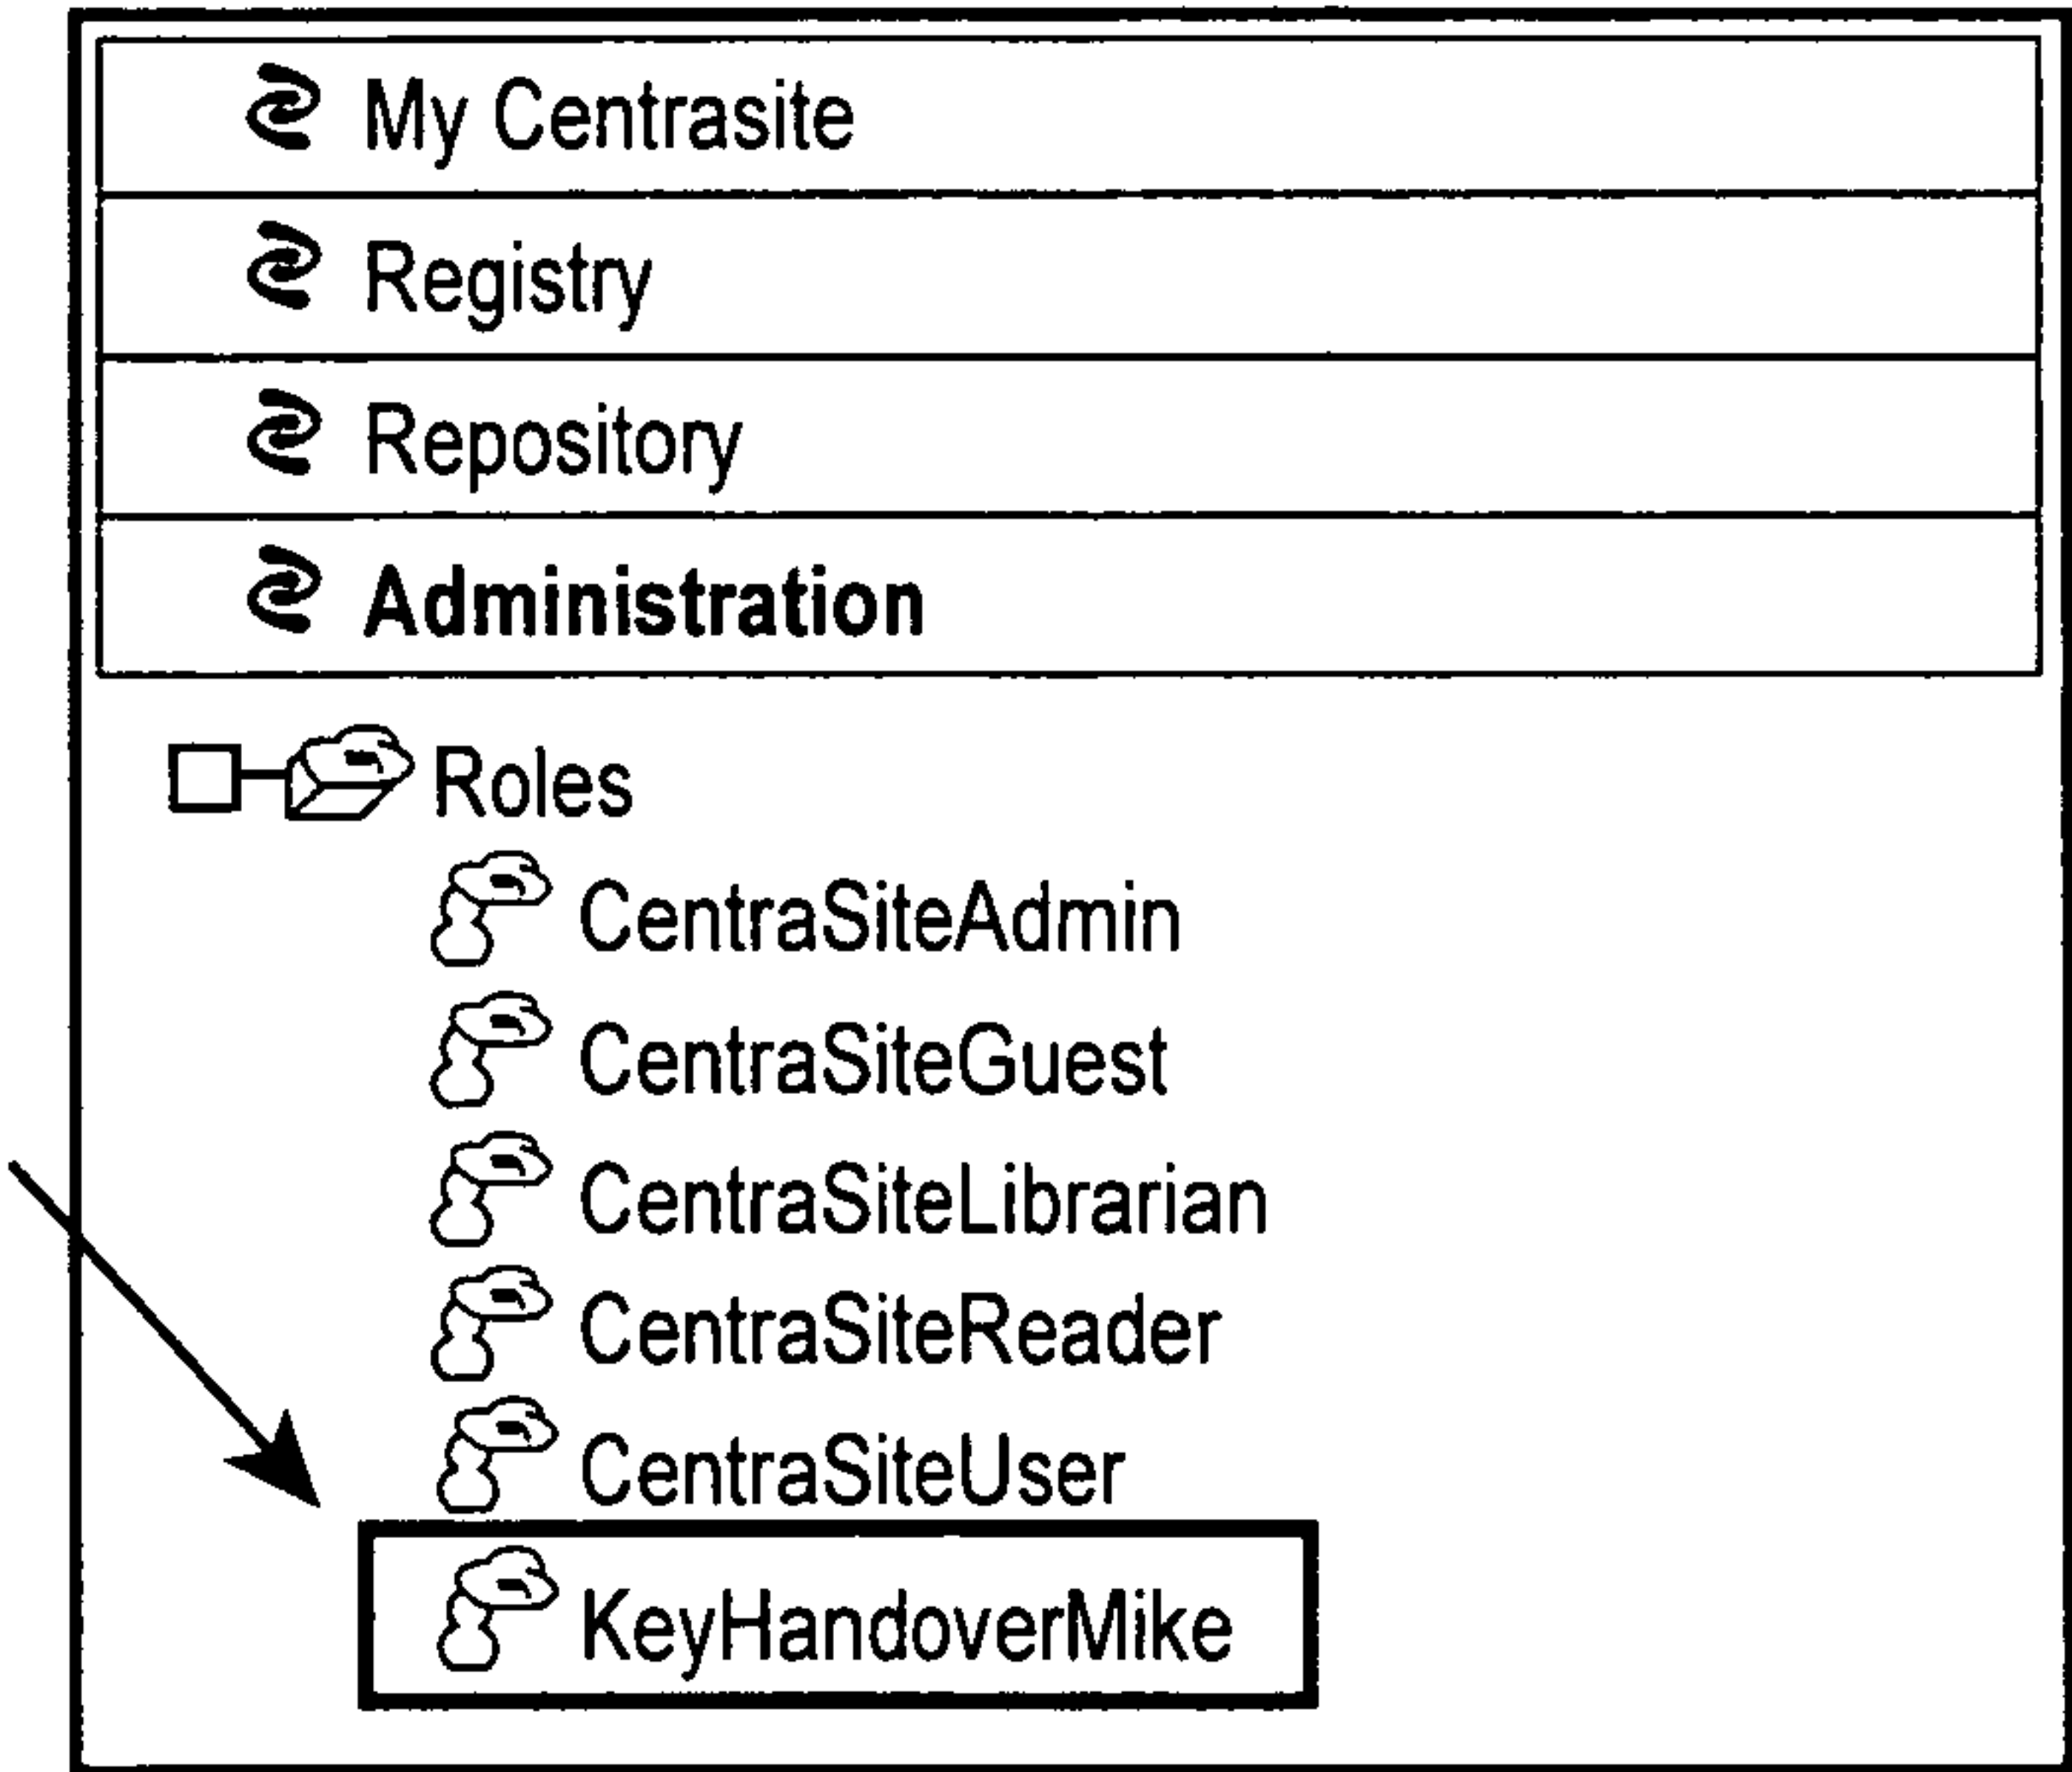 My Centrasite
Registry
Repository
Administration
Roles
CentraSiteAdmin
CentraSiteGuest
CentraSiteLibrarian
CentraSiteReader
CentraSiteUser
KeyHandoverMike